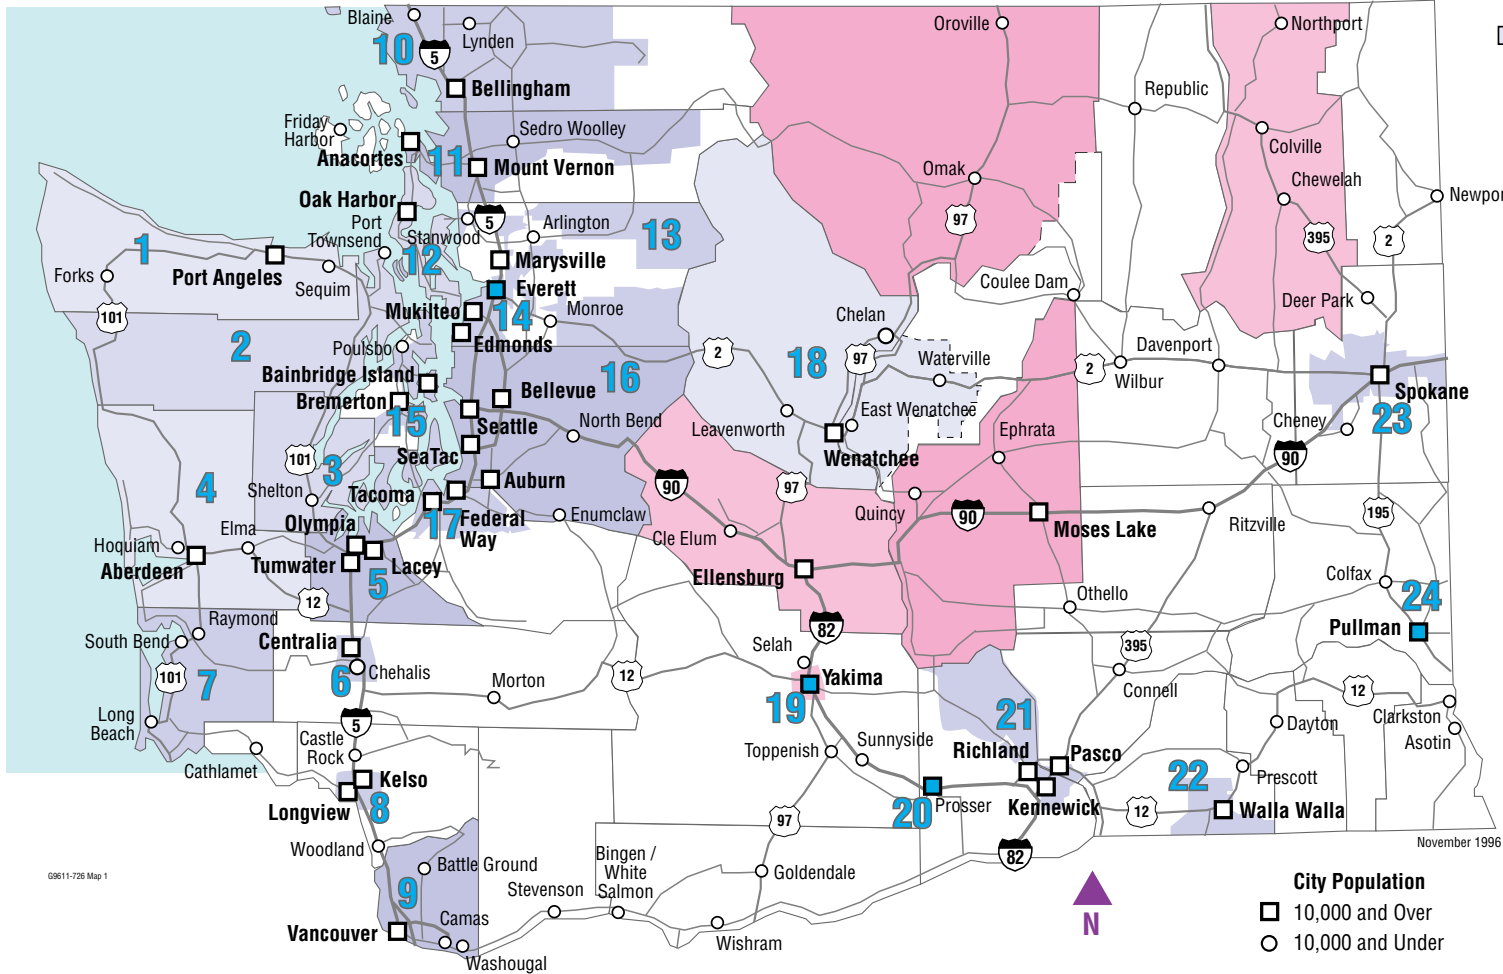 Blaine
Lynden
10
5
Bellingham
Oroville
Northport
Republic
Friday
Harbor
Anacortes
Sedro Woolley
11
Mount Vernon
Colville
Omak
Chewelah
Newpor
Oak Harbor
Port
Townsend
5
Stanwood
Arlington
13
97
395
2
1
Forks
Port Angeles
Sequim
12
Marysville
Everett
Coulee Dam
Deer Park
101
Mukilteo
14
Monroe
Chelan
2
Poulsbo
Edmonds
2
18
97
Waterville
2
Wilbur
Davenport
Bainbridge Island
Bellevue
16
Spokane
Bremerton
15
Seattle
North Bend
Leavenworth
East Wenatchee
Ephrata
Cheney
23
101
3
SeaTac
Wenatchee
90
4
Shelton
Tacoma
Auburn
90
97
Quincy
90
Moses Lake
Ritzville
195
Elma
Olympia
17
Federal
Way
Enumclaw
Cle Elum
Hoquiam
Aberdeen
Tumwater
Lacey
5
Ellensburg
Othello
Colfax
24
12
Raymond
South Bend
Centralia
82
Pullman
Selah
395
101
7
6
Chehalis
Morton
12
Yakima
19
Connell
12
Long
Beach
5
Castle
Rock
Toppenish
Sunnyside
21
Richland
Pasco
Dayton
Clarkston
Asotin
Cathlamet
Kelso
Longview
8
20
Prosser
Kennewick
22
Prescott
12
Walla Walla
97
Woodland
82
November 1996
G9611-726 Map 1
Battle Ground
9
Bingen /
White
Salmon
Goldendale
Stevenson
Camas
Vancouver
Washougal
Wishram
N
City Population
10,000 and Over
10,000 and Under